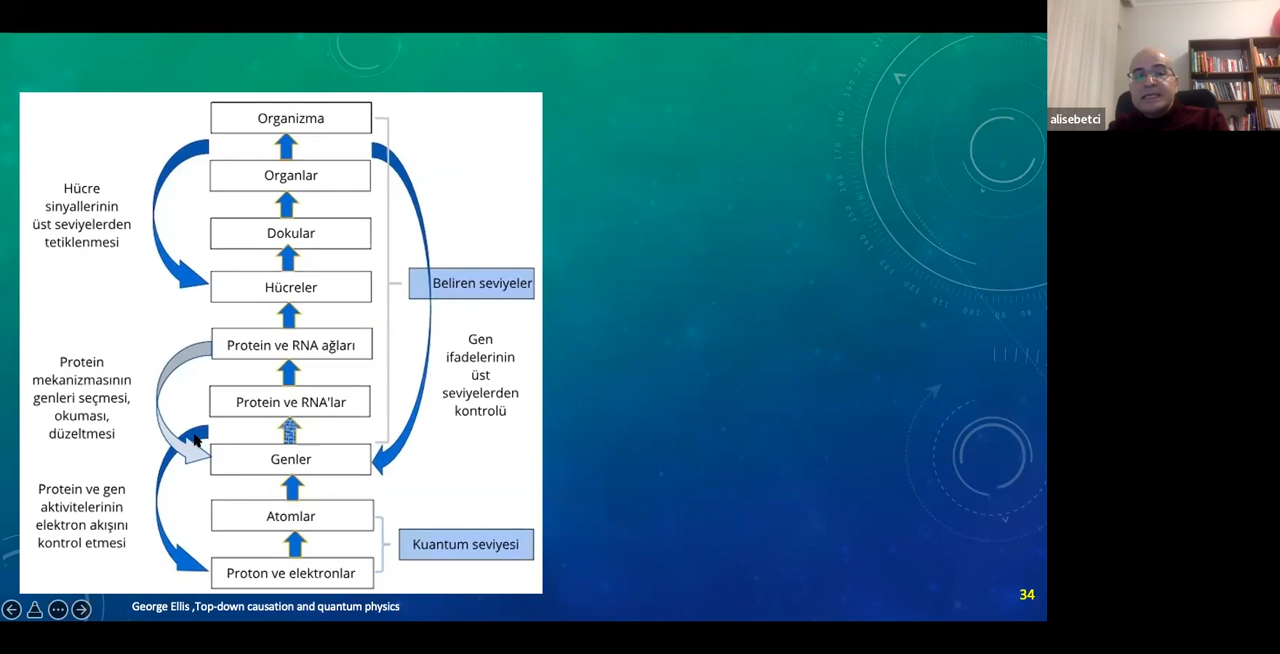 Organizma
Organlar
Dokular
Hücreler
Protein ve RNA ağları
Protein ve RNA'lar
Genler
Atomlar
Proton ve elektronlar
Hücre
sinyallerinin
üst seviyelerden
tetiklenmesi
Protein
mekanizmasının
genleri seçmesi,
okuması,
düzeltmesi
Protein ve gen
aktivitelerinin
elektron akışını
kontrol etmesi
Beliren seviyeler
Gen
ifadelerinin
üst
seviyelerden
kontrolü
Kuantum seviyesi
George Ellis ,Top-down causation and quantum physics
34
alisebetci